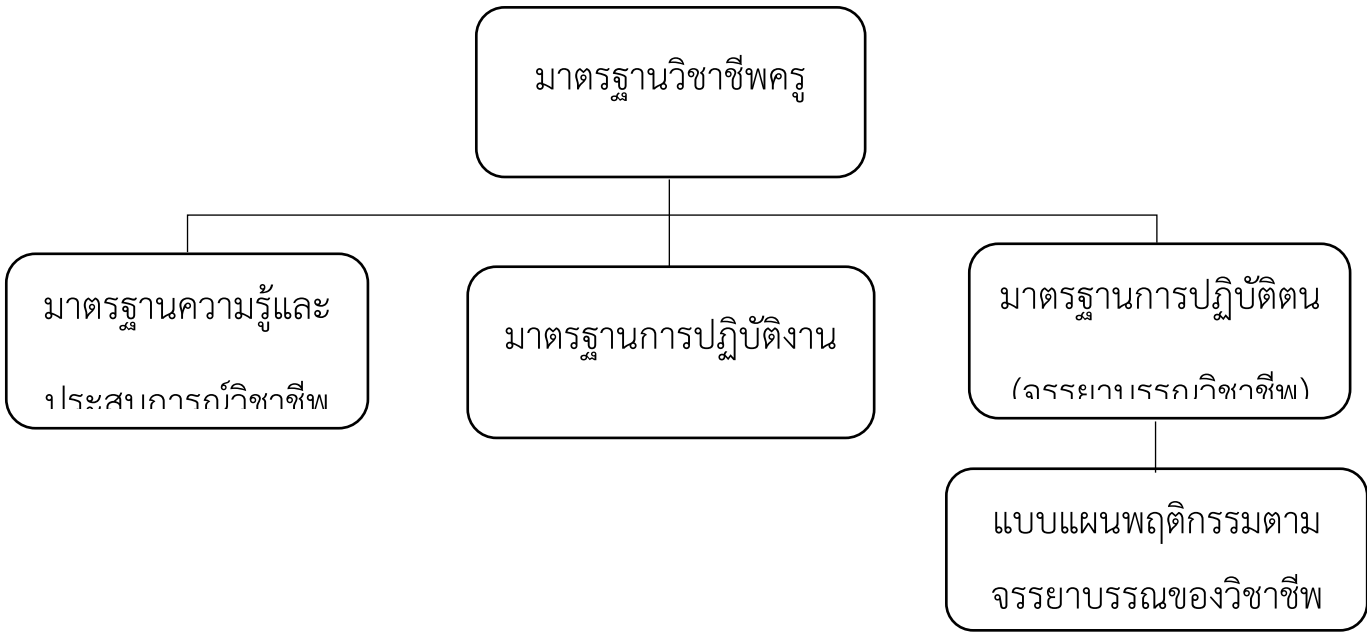 มาตรฐานวิชาชีพครู
มาตรฐานความรู้และ
ประสบการณ์วิชาชีพ
มาตรฐานการปฏิบัติงาน
มาตรฐานการปฏิบัติตน
(จรรยาบรรณวิชาชีพ)
แบบแผนพฤติกรรมตาม
จรรยาบรรณของวิชาชีพ